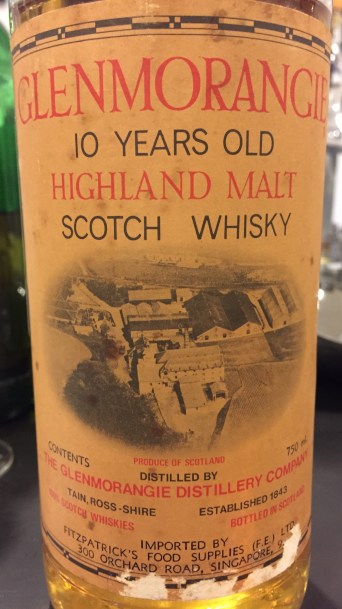 GLENMORANGIE
10 YEARS OLD
HIGHLAND MALT
SCOTCH WHISKY
CONTENTS PRODUCE OF SCOTLAND 750 ml
DISTILLED BY
THE GLENMORANGIE DISTILLERY COMPANY
TAIN, ROSS-SHIRE ESTABLISHED 1843
SCOTCH WHISKIES BOTTLED IN SCOTLAND
IMPORTED BY
FITZPATRICK'S FOOD SUPPLIES (F.E.) LTD
300 ORCHARD ROAD, SINGAPORE,